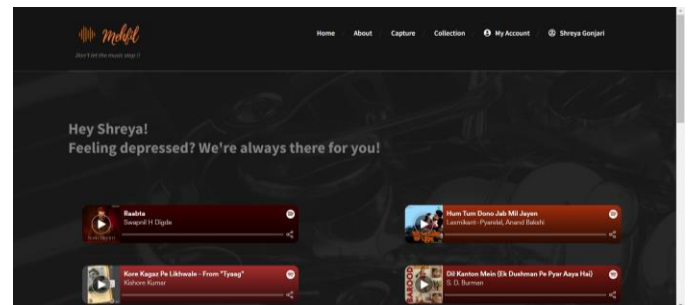 Mehfil
Don't let the music stop !!
Home
About
Capture
Collection
My Account
Shreya Gonjari
Hey Shreya!
Feeling depressed? We're always there for you!
Raabta
Swapnil H Digde
Hum Tum Dono Jab Mil Jayen
Laxmikant- Pyarelal, Anand Bakshi
Kore Kagaz Pe Likhwale - From "Tyaag"
Kishore Kumar
BAROOD
Dil Kanton Mein (Ek Dushman Pe Pyar Aaya Hai)
S. D. Burman